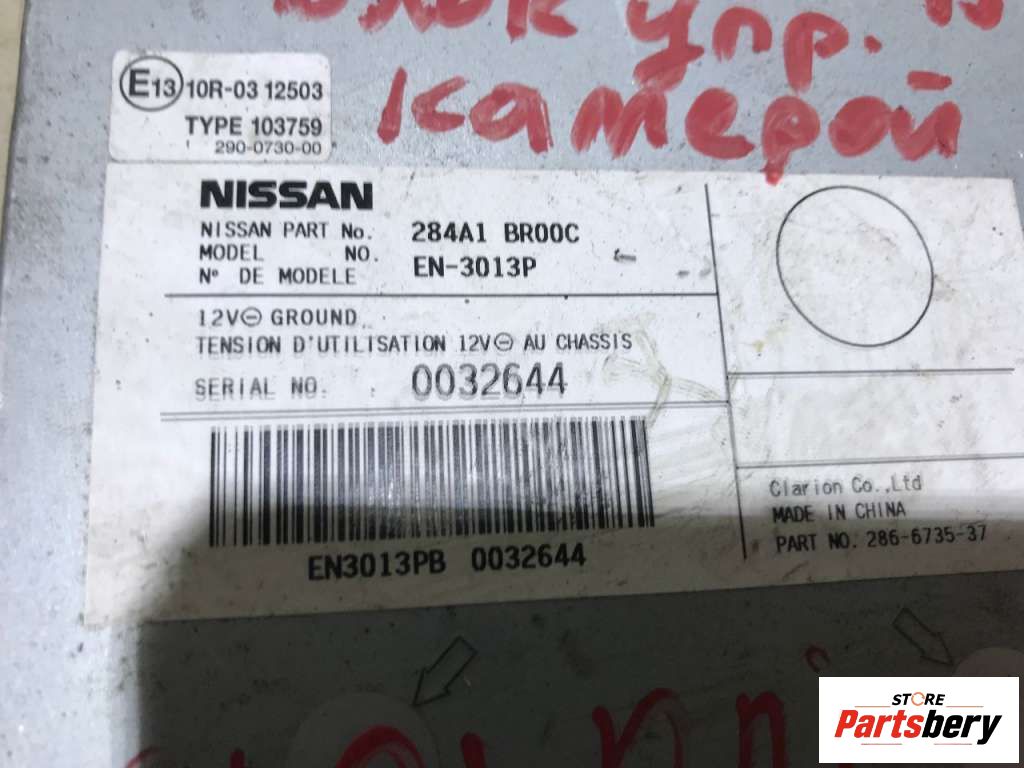 Блок упр.
камерой
E13 10R-03 12503
TYPE 103759
290-0730-00
NISSAN
NISSAN PART No. 284A1 BR00C
MODEL NO. EN-3013P
Nº DE MODELE
12V⊖ GROUND
TENSION D'UTILISATION 12V⊖ AU CHASSIS
SERIAL NO. 0032644
EN3013PB 0032644
Clarion Co.,Ltd
MADE IN CHINA
PART NO. 286-6735-37
STORE
Partsbery